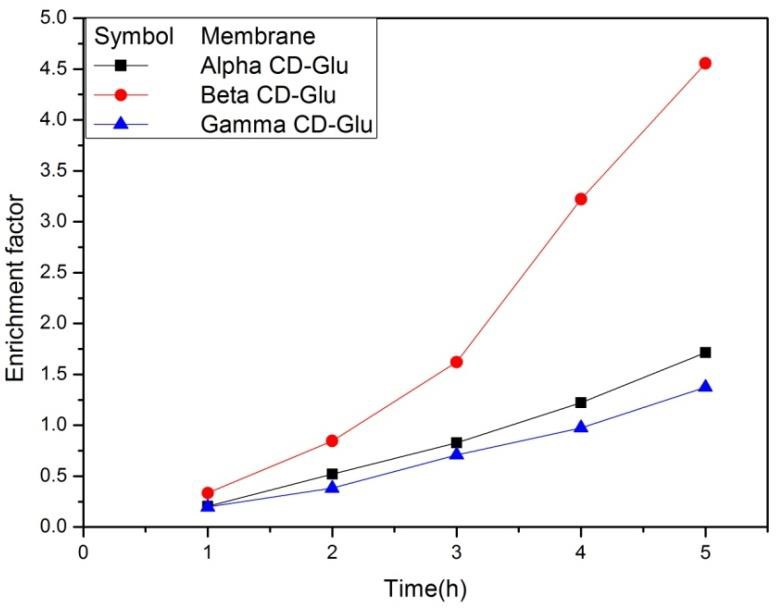 5.0
4.5
4.0
3.5
3.0
2.5
2.0
1.5
1.0
0.5
0.0
Enrichment factor
Symbol Membrane
Alpha CD-Glu
Beta CD-Glu
Gamma CD-Glu
0 1 2 3 4 5
Time(h)